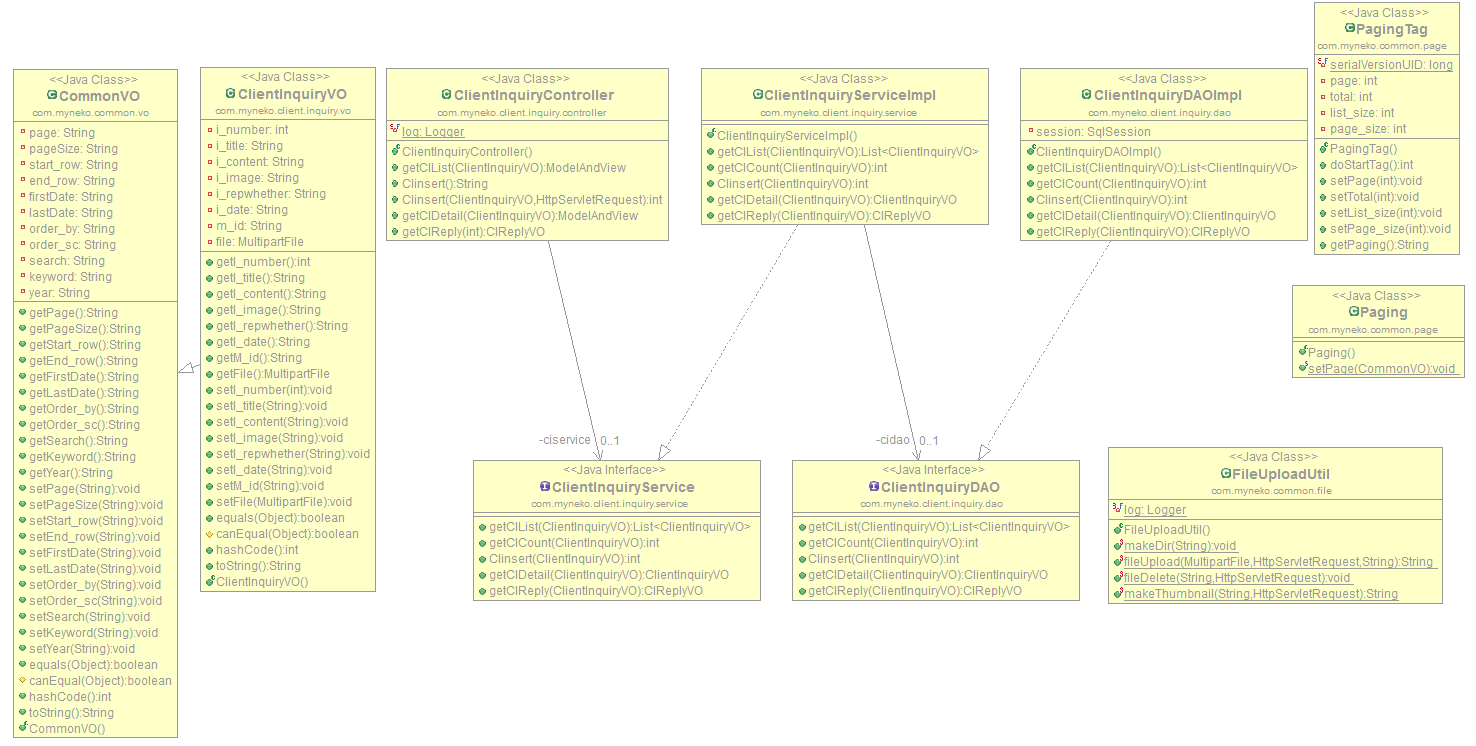 <<Java Class>>
CommonVO
com.myneko.common.vo
page: String
pageSize: String
start_row: String
end_row: String
firstDate: String
lastDate: String
order_by: String
order_sc: String
search: String
keyword: String
year: String
getPage():String
getPageSize():String
getStart_row():String
getEnd_row():String
getFirstDate():String
getLastDate():String
getOrder_by():String
getOrder_sc():String
getSearch():String
getKeyword():String
getYear():String
setPage(String):void
setPageSize(String):void
setStart_row(String):void
setEnd_row(String):void
setFirstDate(String):void
setLastDate(String):void
setOrder_by(String):void
setOrder_sc(String):void
setSearch(String):void
setKeyword(String):void
setYear(String):void
equals(Object):boolean
canEqual(Object):boolean
hashCode():int
toString():String
CommonVO()
<<Java Class>>
ClientInquiryVO
com.myneko.client.inquiry.vo
i_number: int
i_title: String
i_content: String
i_image: String
i_repwhether: String
i_date: String
m_id: String
file: MultipartFile
getI_number():int
getI_title():String
getI_content():String
getI_image():String
getI_repwhether():String
getI_date():String
getM_id():String
getFile():MultipartFile
setI_number(int):void
setI_title(String):void
setI_content(String):void
setI_image(String):void
setI_repwhether(String):void
setI_date(String):void
setM_id(String):void
setFile(MultipartFile):void
equals(Object):boolean
canEqual(Object):boolean
hashCode():int
toString():String
ClientInquiryVO()
<<Java Class>>
ClientInquiryController
com.myneko.client.inquiry.controller
log: Logger
ClientInquiryController()
getCIList(ClientInquiryVO):ModelAndView
CIinsert():String
CIinsert(ClientInquiryVO,HttpServletRequest):int
getCIDetail(ClientInquiryVO):ModelAndView
getCIReply(int):CIReplyVO
<<Java Class>>
ClientInquiryServiceImpl
com.myneko.client.inquiry.service
ClientInquiryServiceImpl()
getCIList(ClientInquiryVO):List<ClientInquiryVO>
getCICount(ClientInquiryVO):int
CIinsert(ClientInquiryVO):int
getCIDetail(ClientInquiryVO):ClientInquiryVO
getCIReply(ClientInquiryVO):CIReplyVO
<<Java Class>>
ClientInquiryDAOImpl
com.myneko.client.inquiry.dao
session: SqlSession
ClientInquiryDAOImpl()
getCIList(ClientInquiryVO):List<ClientInquiryVO>
getCICount(ClientInquiryVO):int
CIinsert(ClientInquiryVO):int
getCIDetail(ClientInquiryVO):ClientInquiryVO
getCIReply(ClientInquiryVO):CIReplyVO
<<Java Class>>
PagingTag
com.myneko.common.page
serialVersionUID: long
page: int
total: int
list_size: int
page_size: int
PagingTag()
doStartTag():int
setPage(int):void
setTotal(int):void
setList_size(int):void
setPage_size(int):void
getPaging():String
<<Java Class>>
Paging
com.myneko.common.page
Paging()
setPage(CommonVO):void
-ciservice 0..1
-cidao 0..1
<<Java Interface>>
ClientInquiryService
com.myneko.client.inquiry.service
getCIList(ClientInquiryVO):List<ClientInquiryVO>
getCICount(ClientInquiryVO):int
CIinsert(ClientInquiryVO):int
getCIDetail(ClientInquiryVO):ClientInquiryVO
getCIReply(ClientInquiryVO):CIReplyVO
<<Java Interface>>
ClientInquiryDAO
com.myneko.client.inquiry.dao
getCIList(ClientInquiryVO):List<ClientInquiryVO>
getCICount(ClientInquiryVO):int
CIinsert(ClientInquiryVO):int
getCIDetail(ClientInquiryVO):ClientInquiryVO
getCIReply(ClientInquiryVO):CIReplyVO
<<Java Class>>
FileUploadUtil
com.myneko.common.file
log: Logger
FileUploadUtil()
makeDir(String):void
fileUpload(MultipartFile,HttpServletRequest,String):String
fileDelete(String,HttpServletRequest):void
makeThumbnail(String,HttpServletRequest):String